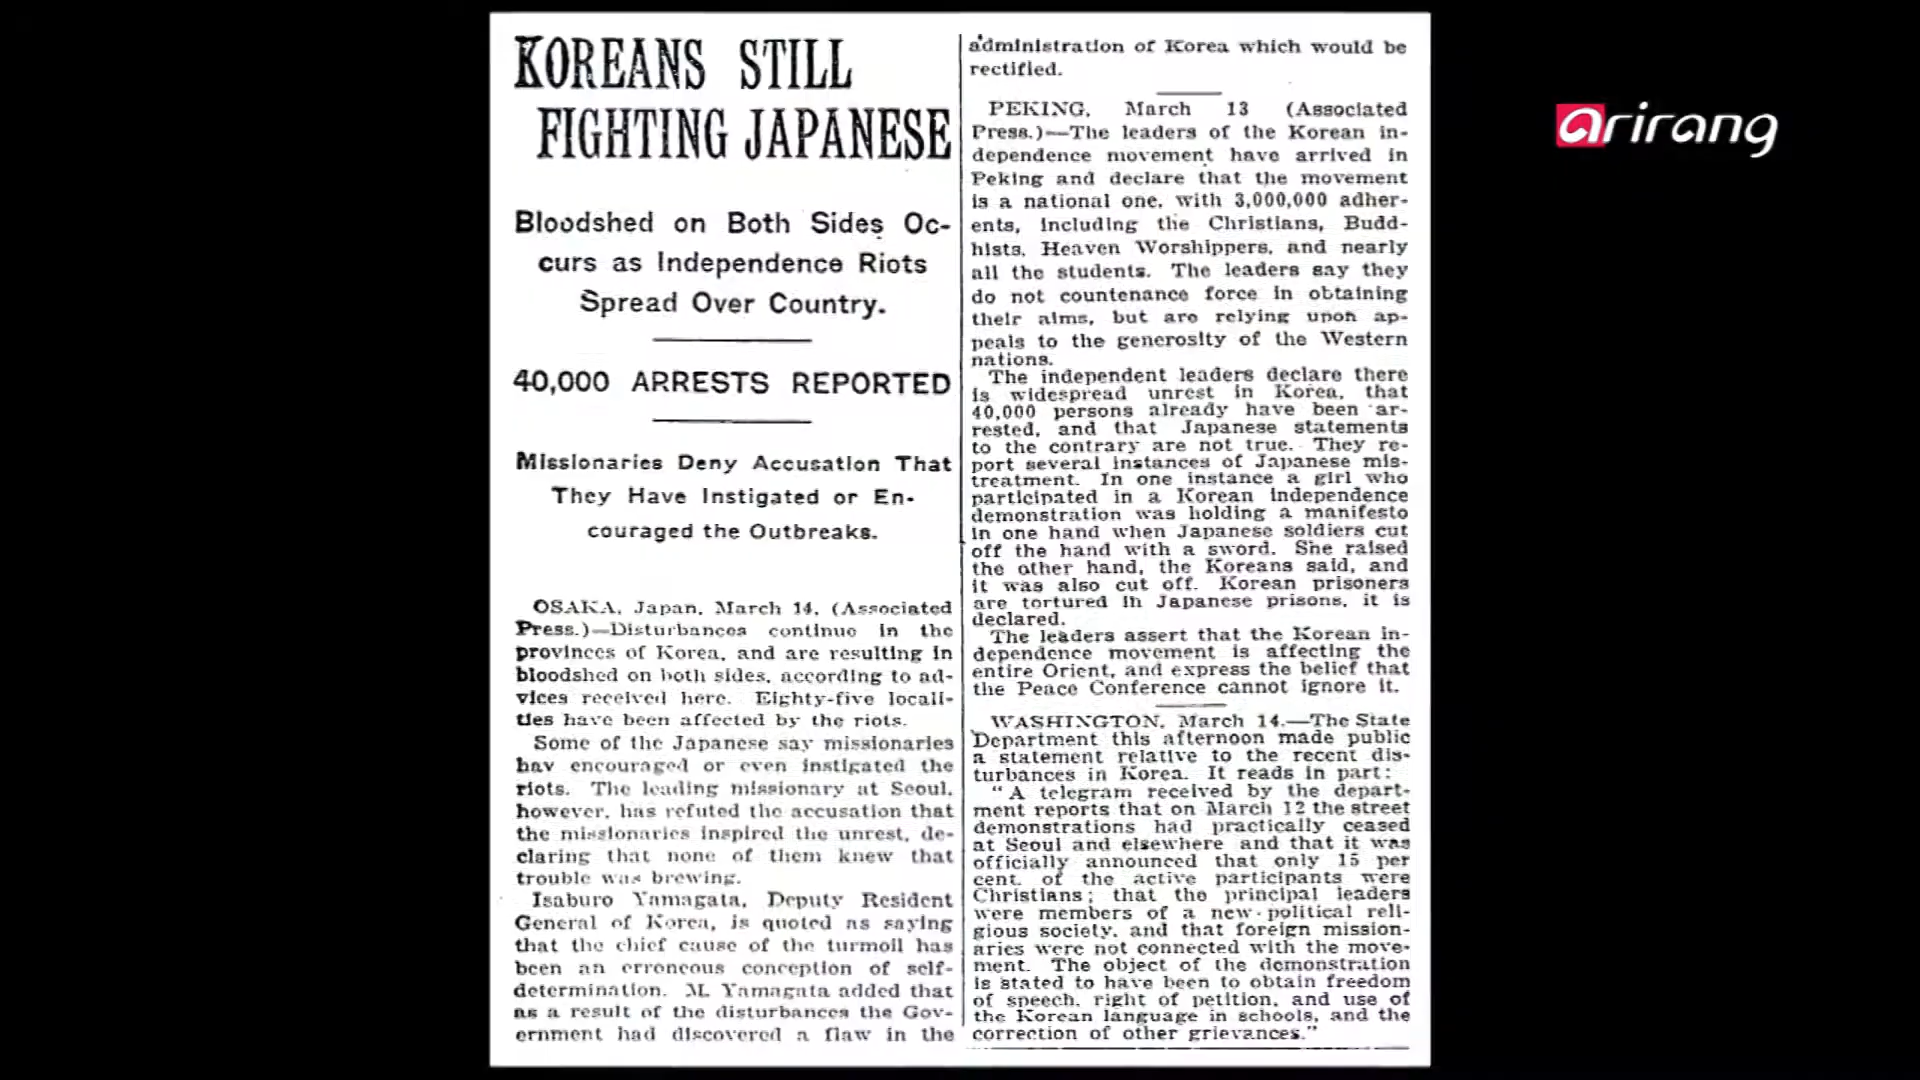 KOREANS STILL
FIGHTING JAPANESE
Bloodshed on Both Sides Oc-
curs as Independence Riots
Spread Over Country.
40,000 ARRESTS REPORTED
Missionaries Deny Accusation That
They Have Instigated or En-
couraged the Outbreaks.
OSAKA, Japan, March 14, (Associated
Press.)—Disturbances continue in the
provinces of Korea, and are resulting in
bloodshed on both sides, according to ad-
vices received here. Eighty-five locali-
ties have been affected by the riots.
Some of the Japanese say missionaries
hav encouraged or even instigated the
riots. The leading missionary at Seoul,
however, has refuted the accusation that
the missionaries inspired the unrest, de-
claring that none of them knew that
trouble was brewing.
Isaburo Yamagata, Deputy Resident
General of Korea, is quoted as saying
that the chief cause of the turmoil has
been an erroneous conception of self-
determination. M. Yamagata added that
as a result of the disturbances the Gov-
ernment had discovered a flaw in the
administration of Korea which would be
rectified.
PEKING, March 13 (Associated
Press.)—The leaders of the Korean in-
dependence movement have arrived in
Peking and declare that the movement
is a national one, with 3,000,000 adher-
ents, including the Christians, Budd-
hists, Heaven Worshippers, and nearly
all the students. The leaders say they
do not countenance force in obtaining
their aims, but are relying upon ap-
peals to the generosity of the Western
nations.
The independent leaders declare there
is widespread unrest in Korea, that
40,000 persons already have been ar-
rested, and that Japanese statements
to the contrary are not true. They re-
port several instances of Japanese mis-
treatment. In one instance a girl who
participated in a Korean independence
demonstration was holding a manifesto
in one hand when Japanese soldiers cut
off the hand with a sword. She raised
the other hand, the Koreans said, and
it was also cut off. Korean prisoners
are tortured in Japanese prisons, it is
declared.
The leaders assert that the Korean in-
dependence movement is affecting the
entire Orient, and express the belief that
the Peace Conference cannot ignore it.
WASHINGTON, March 14.—The State
Department this afternoon made public
a statement relative to the recent dis-
turbances in Korea. It reads in part:
"A telegram received by the depart-
ment reports that on March 12 the street
demonstrations had practically ceased
at Seoul and elsewhere and that it was
officially announced that only 15 per
cent. of the active participants were
Christians; that the principal leaders
were members of a new political reli-
gious society, and that foreign mission-
aries were not connected with the move-
ment. The object of the demonstration
is stated to have been to obtain freedom
of speech, right of petition, and use of
the Korean language in schools, and the
correction of other grievances."
arirang